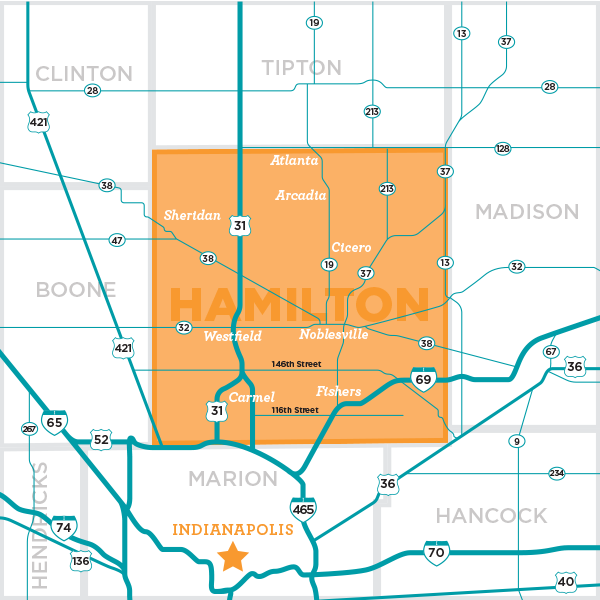 19
13
37
CLINTON
TIPTON
28
28
213
421
128
Atlanta
37
38
213
Arcadia
Sheridan
MADISON
31
47
Cicero
38
19
37
13
32
BOONE
HAMILTON
32
Westfield
Noblesville
38
421
67
146th Street
36
69
Fishers
Carmel
31
116th Street
65
267
52
9
MARION
234
36
HENDRICKS
465
HANCOCK
74
INDIANAPOLIS
70
136
40